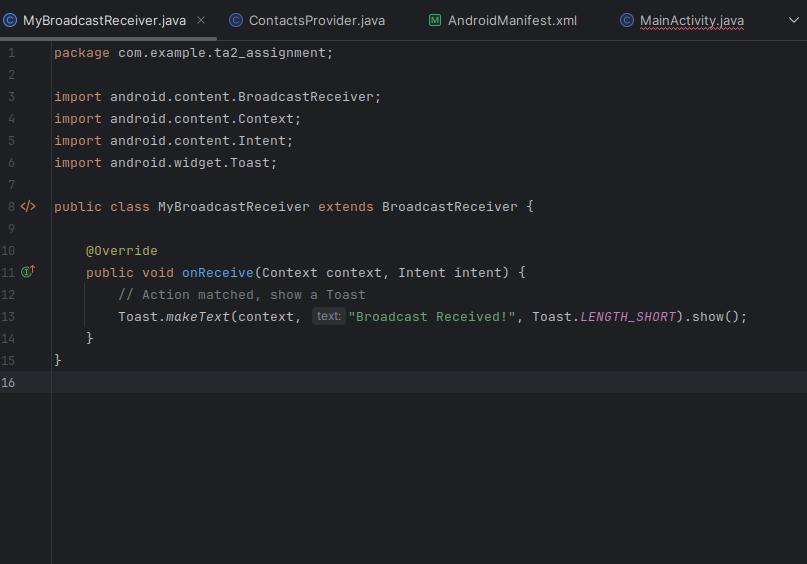 MyBroadcastReceiver.java ContactsProvider.java AndroidManifest.xml MainActivity.java
1 package com.example.ta2_assignment;
2
3 import android.content.BroadcastReceiver;
4 import android.content.Context;
5 import android.content.Intent;
6 import android.widget.Toast;
7
8 public class MyBroadcastReceiver extends BroadcastReceiver {
9
10 @Override
11 public void onReceive(Context context, Intent intent) {
12 // Action matched, show a Toast
13 Toast.makeText(context, text: "Broadcast Received!", Toast.LENGTH_SHORT).show();
14 }
15 }
16